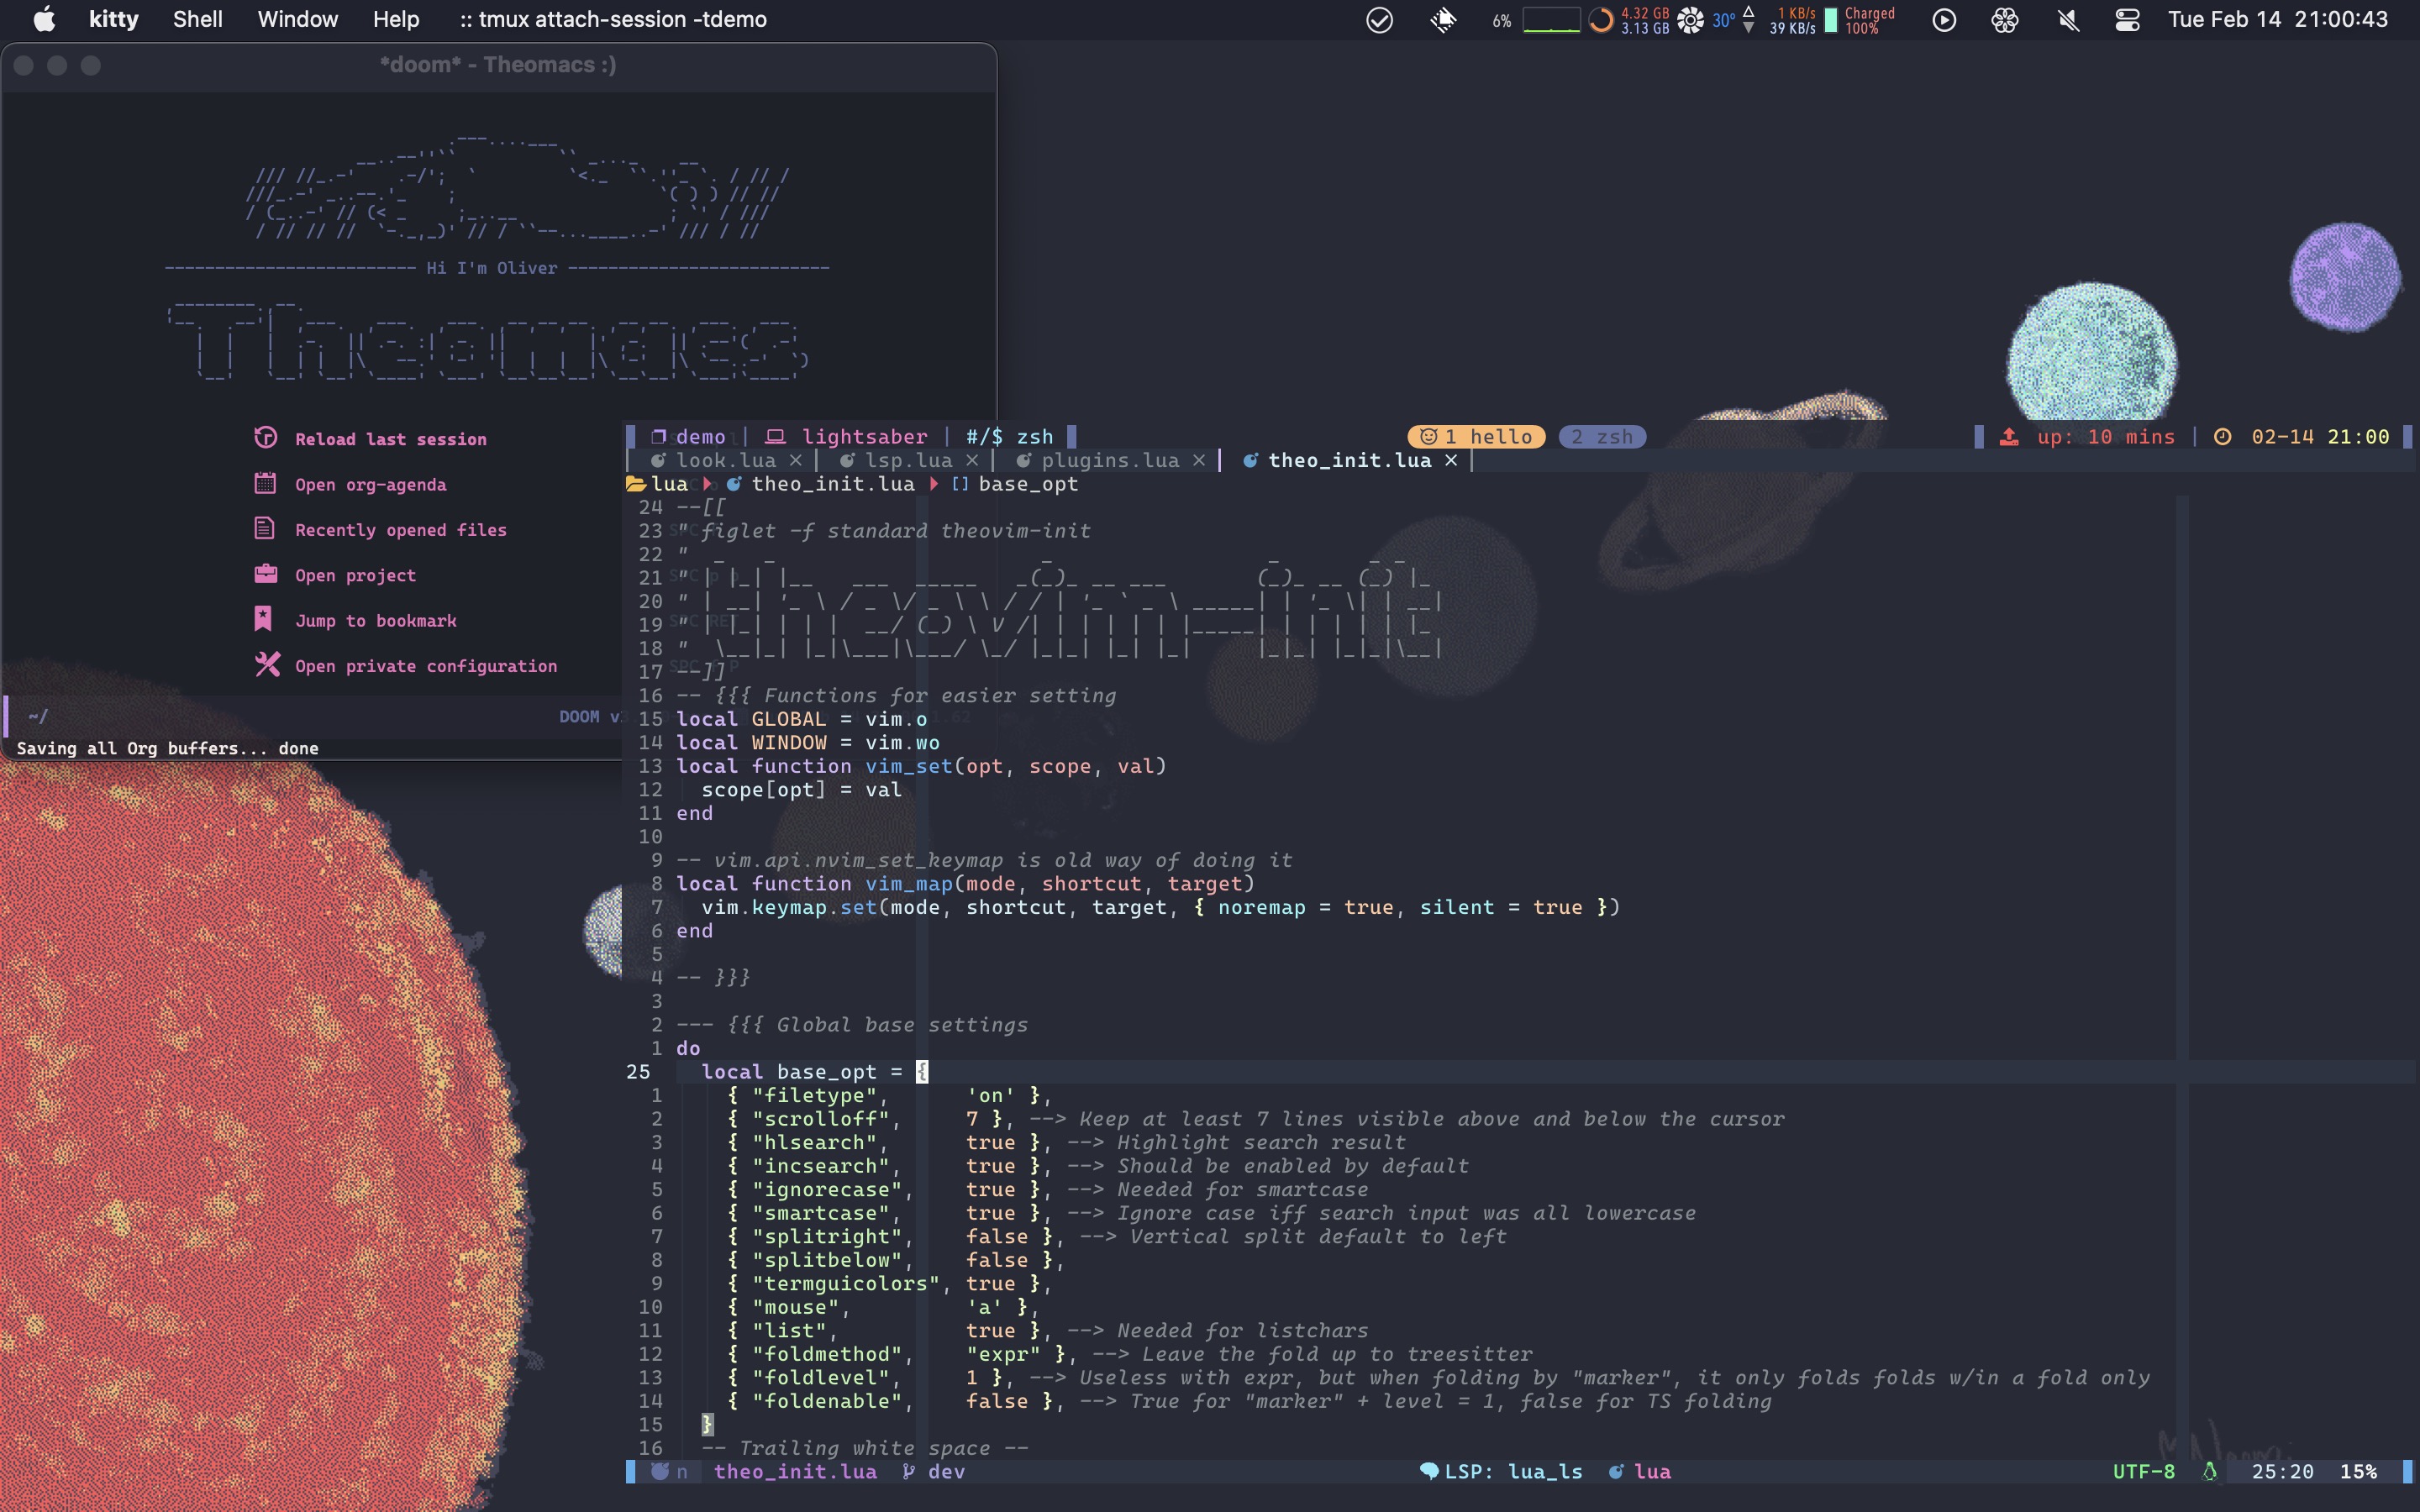 kitty Shell Window Help :: tmux attach-session -tdemo
6% 4.32 GB 3.13 GB 30° 1 KB/s 39 KB/s Charged 100% Tue Feb 14 21:00:43
*doom* - Theomacs :)
Hi I'm Oliver
Theomacs
Reload last session
Open org-agenda
Recently opened files
Open project
Jump to bookmark
Open private configuration
~/ DOOM
Saving all Org buffers... done
demo | lightsaber | #/$ zsh 1 hello 2 zsh up: 10 mins | 02-14 21:00
look.lua × lsp.lua × plugins.lua × theo_init.lua ×
lua theo_init.lua [] base_opt
24 --[[
23 " figlet -f standard theovim-init
22 "
21 "
20 "
19 "
18 "
theovim-init
17 --]]
16 -- {{{ Functions for easier setting
15 local GLOBAL = vim.o
14 local WINDOW = vim.wo
13 local function vim_set(opt, scope, val)
12 scope[opt] = val
11 end
10
9 -- vim.api.nvim_set_keymap is old way of doing it
8 local function vim_map(mode, shortcut, target)
7 vim.keymap.set(mode, shortcut, target, { noremap = true, silent = true })
6 end
5
4 -- }}}
3
2 --- {{{ Global base settings
1 do
25 local base_opt = {
1 { "filetype", 'on' },
2 { "scrolloff", 7 }, --> Keep at least 7 lines visible above and below the cursor
3 { "hlsearch", true }, --> Highlight search result
4 { "incsearch", true }, --> Should be enabled by default
5 { "ignorecase", true }, --> Needed for smartcase
6 { "smartcase", true }, --> Ignore case iff search input was all lowercase
7 { "splitright", false }, --> Vertical split default to left
8 { "splitbelow", false },
9 { "termguicolors", true },
10 { "mouse", 'a' },
11 { "list", true }, --> Needed for listchars
12 { "foldmethod", "expr" }, --> Leave the fold up to treesitter
13 { "foldlevel", 1 }, --> Useless with expr, but when folding by "marker", it only folds folds w/in a fold only
14 { "foldenable", false }, --> True for "marker" + level = 1, false for TS folding
15 }
16 -- Trailing white space --
n theo_init.lua dev LSP: lua_ls lua UTF-8 25:20 15%